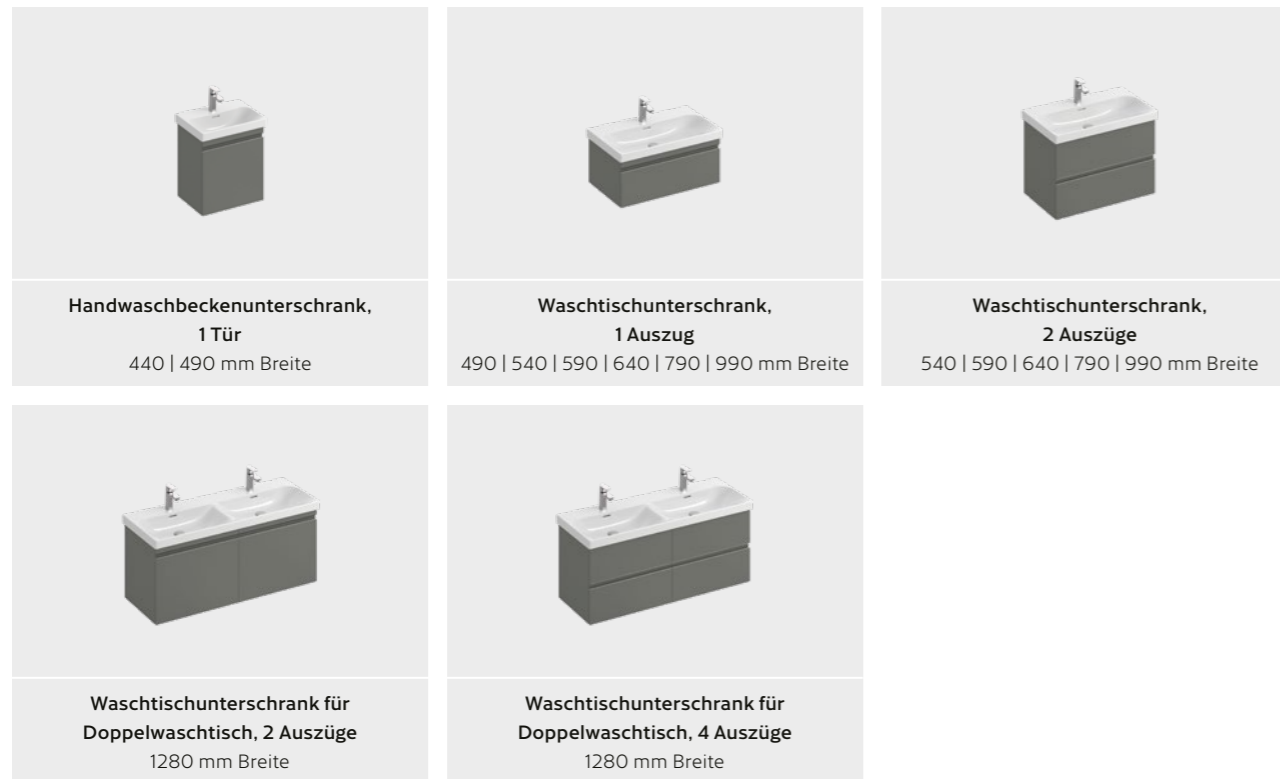 Handwaschbeckenunterschrank,
1 Tür
440 | 490 mm Breite
Waschtischunterschrank,
1 Auszug
490 | 540 | 590 | 640 | 790 | 990 mm Breite
Waschtischunterschrank,
2 Auszüge
540 | 590 | 640 | 790 | 990 mm Breite
Waschtischunterschrank für
Doppelwaschtisch, 2 Auszüge
1280 mm Breite
Waschtischunterschrank für
Doppelwaschtisch, 4 Auszüge
1280 mm Breite